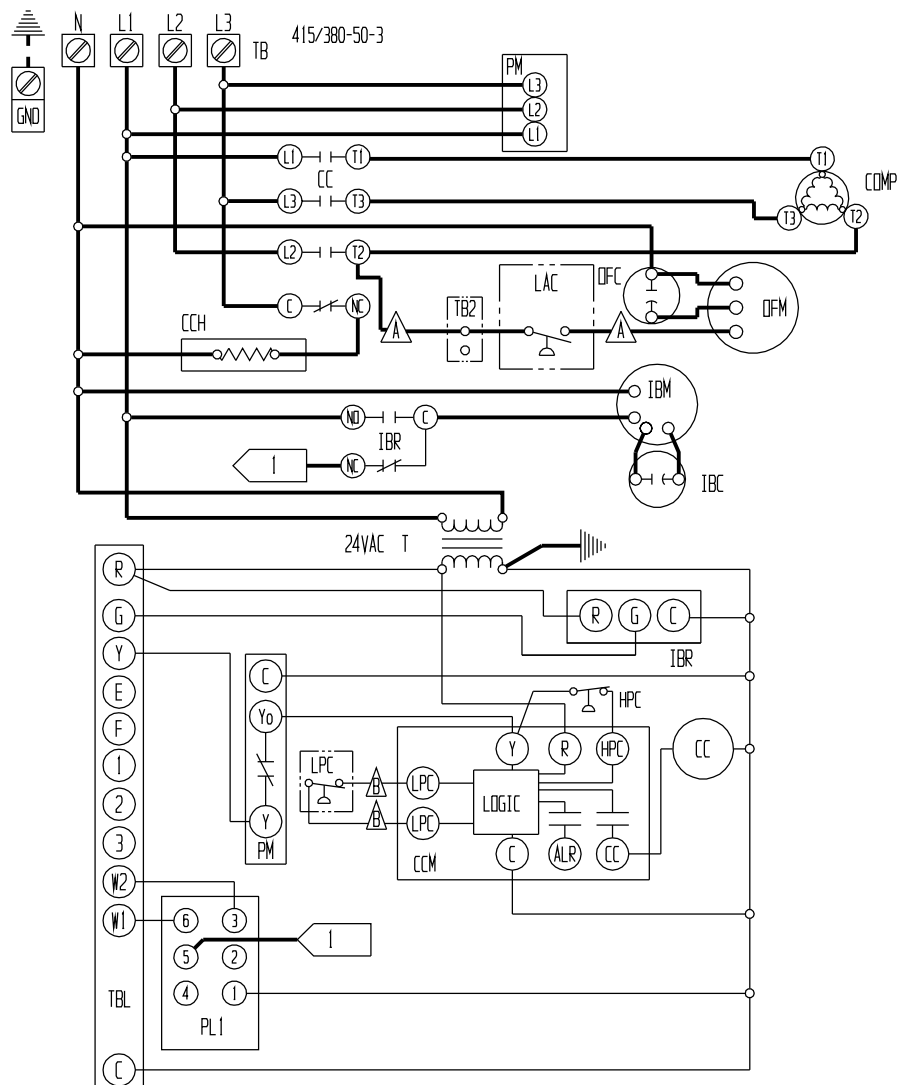 N L1 L2 L3
TB
415/380-50-3
GND
PM
L3
L2
L1
L1 T1
CC
L3 T3
T1
COMP
T3 T2
L2 T2
C NC
CCH
A
TB2
LAC
A
OFC
OFM
IBM
NO C
IBR
1
NC
IBC
24VAC T
R
G
Y
E
F
1
2
3
W2
W1
TBL
C
R G C
IBR
C
Yo
Y
PM
HPC
LPC
B
B
Y R HPC
LPC
LPC
LOGIC
C ALR CC
CCM
CC
6 3
5 2
4 1
PL1
1